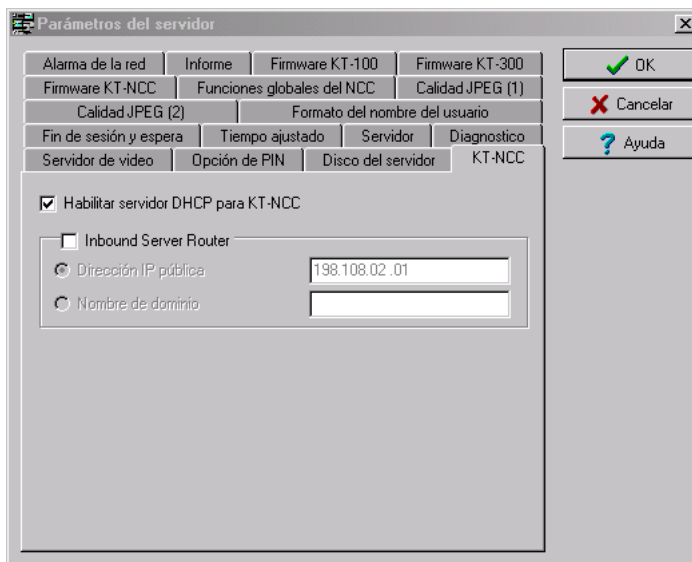 Parámetros del servidor
Alarma de la red Informe Firmware KT-100 Firmware KT-300
Firmware KT-NCC Funciones globales del NCC Calidad JPEG (1)
Calidad JPEG (2) Formato del nombre del usuario
Fin de sesión y espera Tiempo ajustado Servidor Diagnostico
Servidor de video Opción de PIN Disco del servidor KT-NCC
OK
Cancelar
Ayuda
Habilitar servidor DHCP para KT-NCC
Inbound Server Router
Dirección IP pública 198.108.02 .01
Nombre de dominio